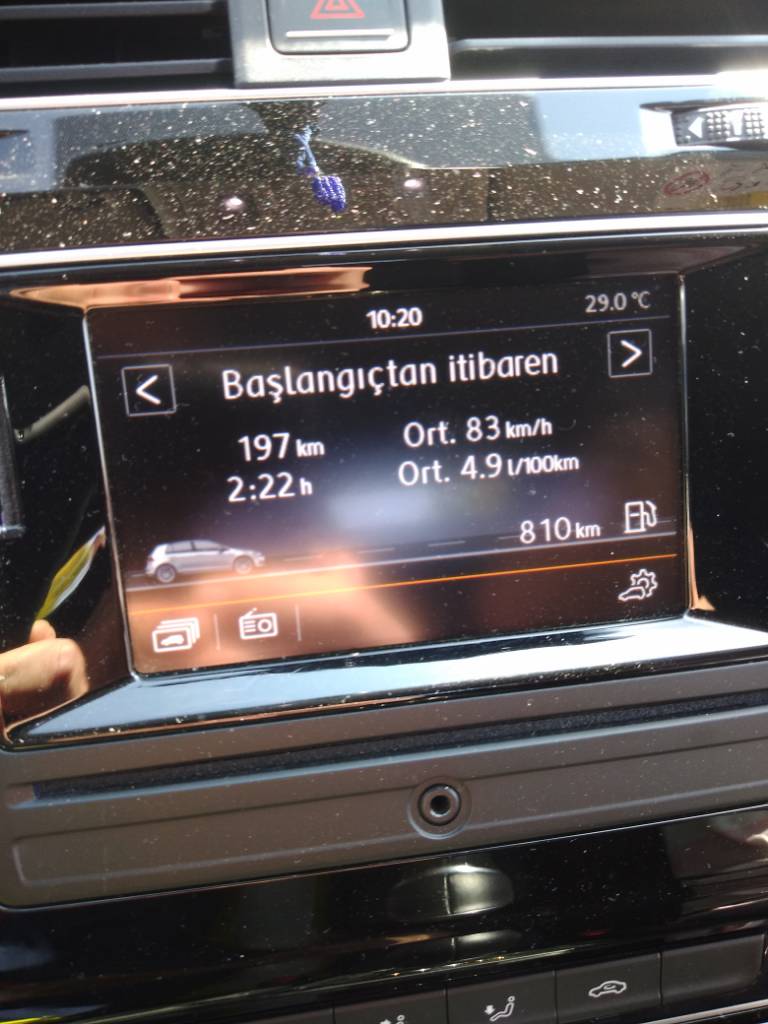 10:20
29.0 °C
<
Başlangıçtan itibaren
>
197 km
Ort. 83 km/h
2:22 h
Ort. 4.9 l/100km
810 km